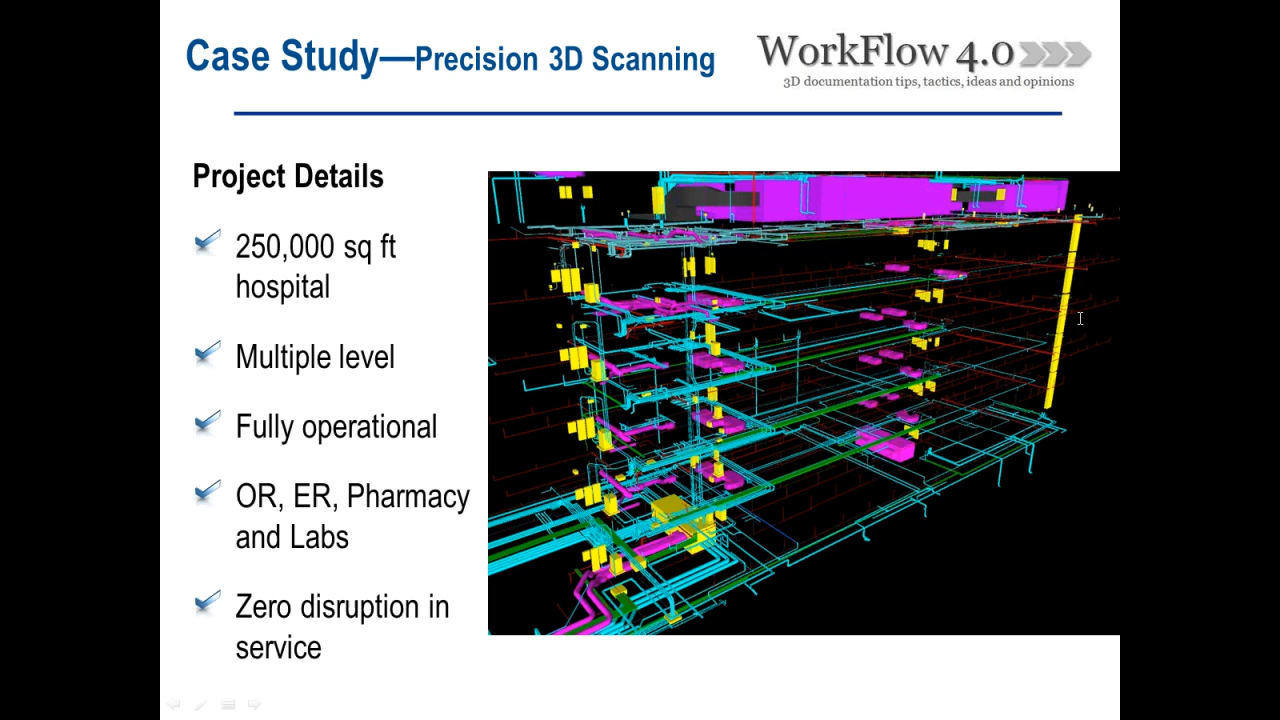 Case Study—Precision 3D Scanning
WorkFlow 4.0
3D documentation tips, tactics, ideas and opinions
Project Details
250,000 sq ft
hospital
Multiple level
Fully operational
OR, ER, Pharmacy
and Labs
Zero disruption in
service